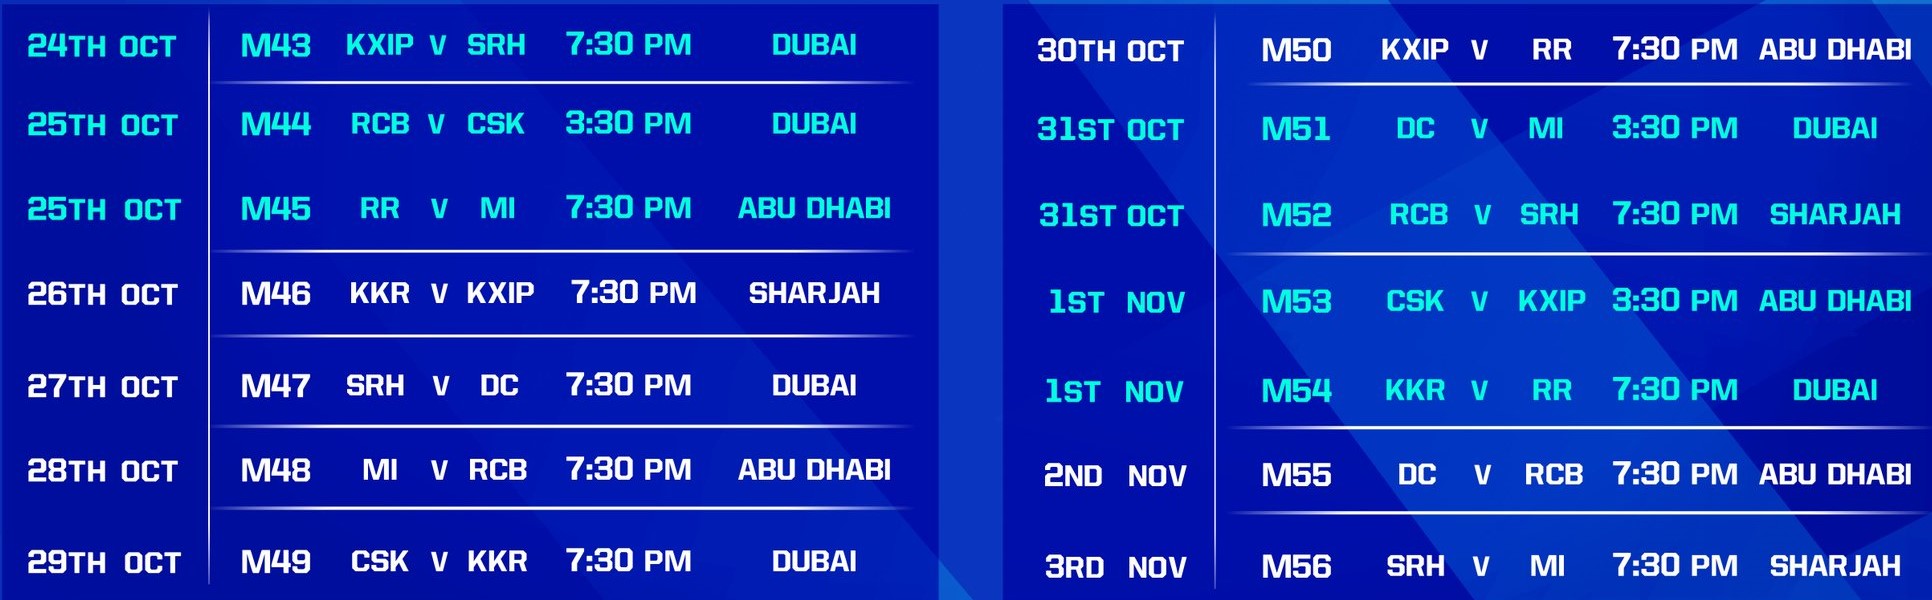 24TH OCT M43 KXIP V SRH 7:30 PM DUBAI
25TH OCT M44 RCB V CSK 3:30 PM DUBAI
25TH OCT M45 RR V MI 7:30 PM ABU DHABI
26TH OCT M46 KKR V KXIP 7:30 PM SHARJAH
27TH OCT M47 SRH V DC 7:30 PM DUBAI
28TH OCT M48 MI V RCB 7:30 PM ABU DHABI
29TH OCT M49 CSK V KKR 7:30 PM DUBAI
30TH OCT M50 KXIP V RR 7:30 PM ABU DHABI
31ST OCT M51 DC V MI 3:30 PM DUBAI
31ST OCT M52 RCB V SRH 7:30 PM SHARJAH
1ST NOV M53 CSK V KXIP 3:30 PM ABU DHABI
1ST NOV M54 KKR V RR 7:30 PM DUBAI
2ND NOV M55 DC V RCB 7:30 PM ABU DHABI
3RD NOV M56 SRH V MI 7:30 PM SHARJAH